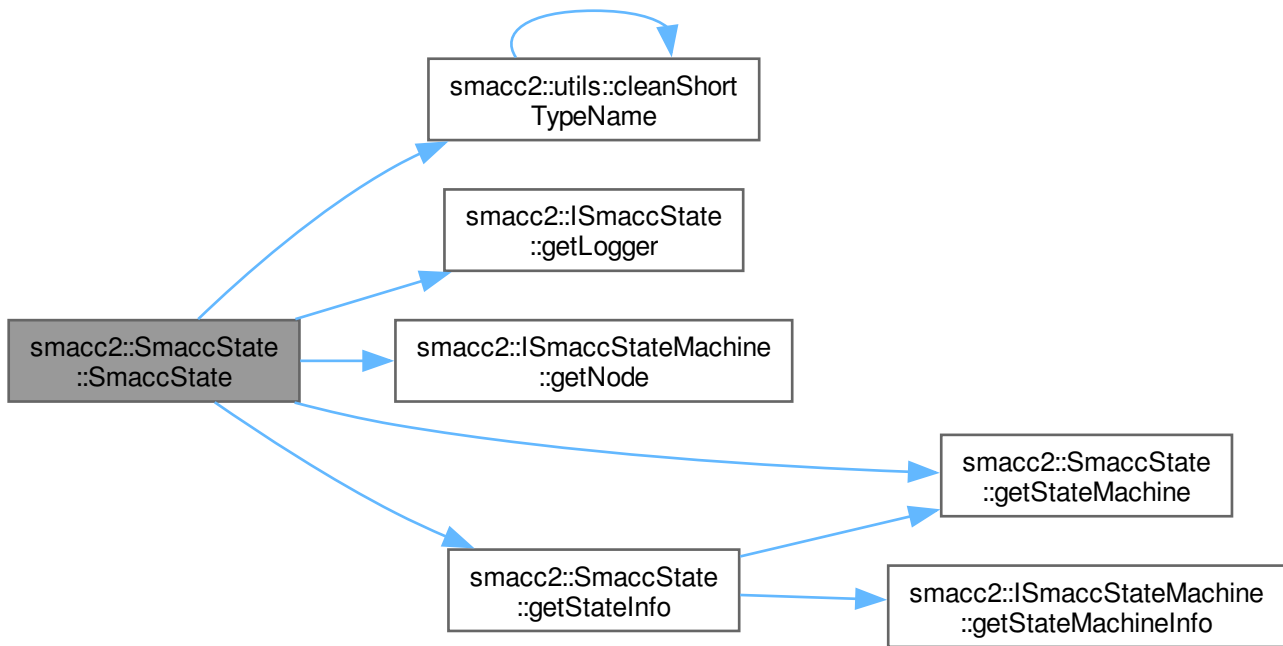 smacc2::utils::cleanShort
TypeName
smacc2::ISmaccState
::getLogger
smacc2::SmaccState
::SmaccState
smacc2::ISmaccStateMachine
::getNode
smacc2::SmaccState
::getStateMachine
smacc2::SmaccState
::getStateInfo
smacc2::ISmaccStateMachine
::getStateMachineInfo